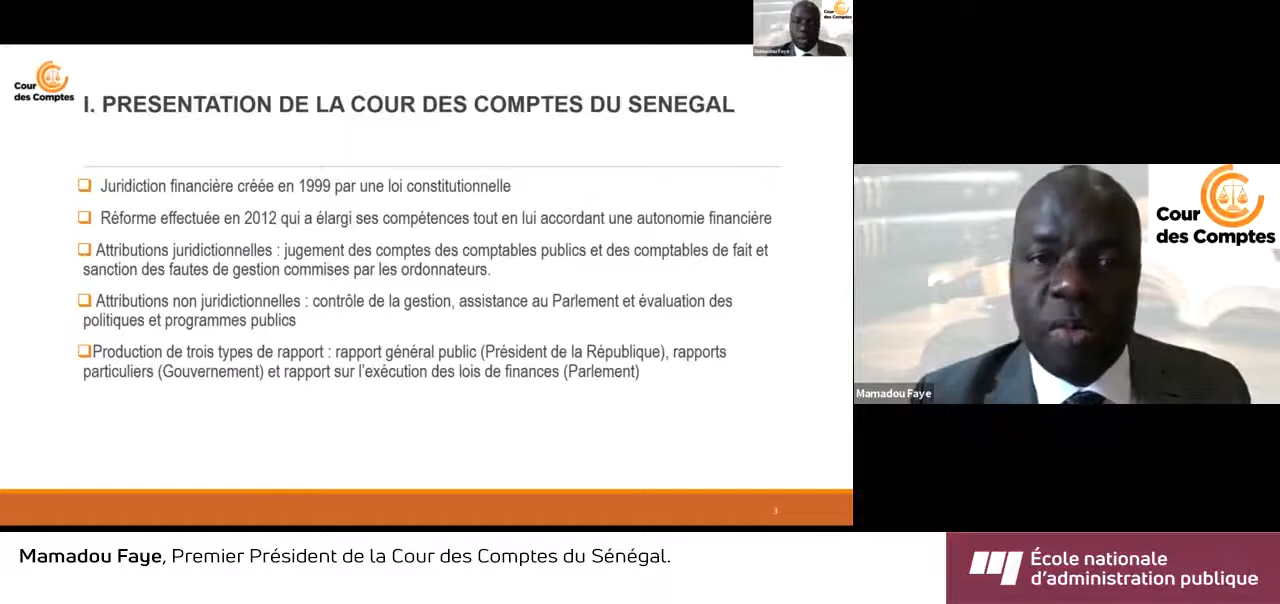 Cour
des Comptes
Mamadou Faye
Cour
des Comptes
I. PRESENTATION DE LA COUR DES COMPTES DU SENEGAL
Juridiction financière créée en 1999 par une loi constitutionnelle
Réforme effectuée en 2012 qui a élargi ses compétences tout en lui accordant une autonomie financière
Attributions juridictionnelles : jugement des comptes des comptables publics et des comptables de fait et
sanction des fautes de gestion commises par les ordonnateurs.
Attributions non juridictionnelles : contrôle de la gestion, assistance au Parlement et évaluation des
politiques et programmes publics
Production de trois types de rapport : rapport général public (Président de la République), rapports
particuliers (Gouvernement) et rapport sur l'exécution des lois de finances (Parlement)
3
Cour
des Comptes
Mamadou Faye
Mamadou Faye, Premier Président de la Cour des Comptes du Sénégal.
École nationale
d'administration publique